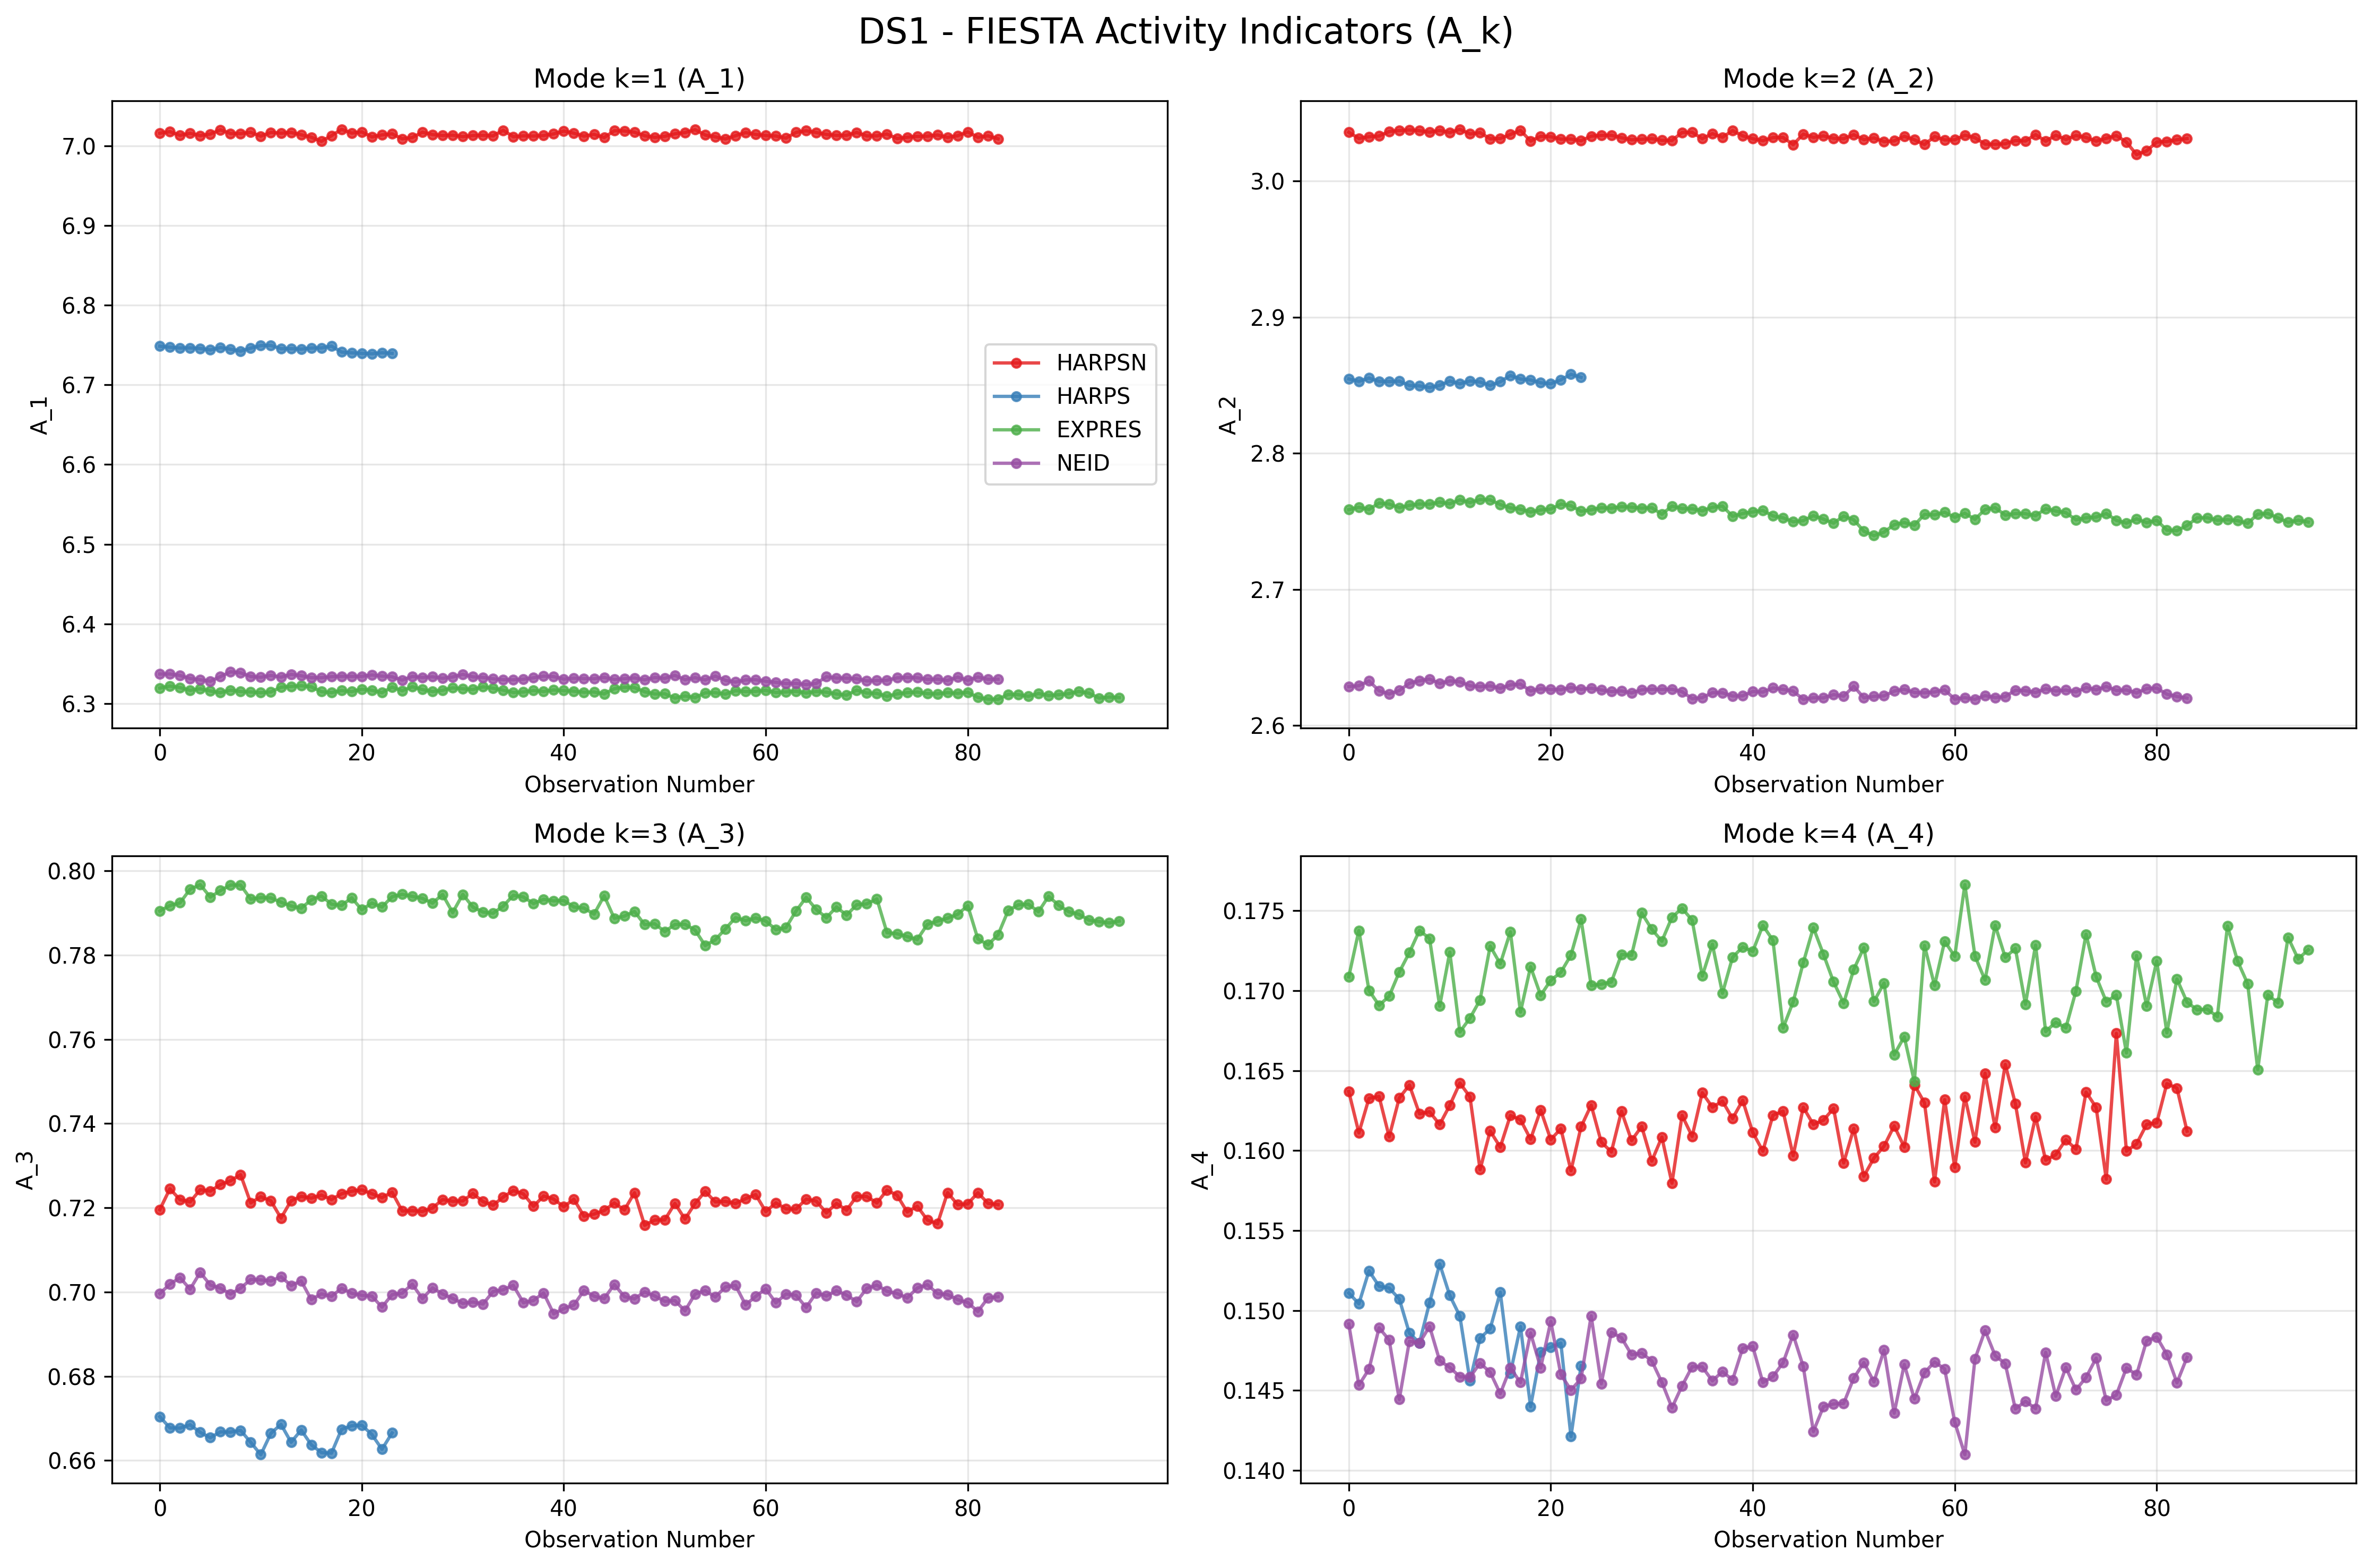 DS1 - FIESTA Activity Indicators (A_k)
Mode k=1 (A_1)
A_1
7.0
6.9
6.8
6.7
6.6
6.5
6.4
6.3
0 20 40 60 80
Observation Number
HARPSN
HARPS
EXPRES
NEID
Mode k=2 (A_2)
A_2
3.0
2.9
2.8
2.7
2.6
0 20 40 60 80
Observation Number
Mode k=3 (A_3)
A_3
0.80
0.78
0.76
0.74
0.72
0.70
0.68
0.66
0 20 40 60 80
Observation Number
Mode k=4 (A_4)
A_4
0.175
0.170
0.165
0.160
0.155
0.150
0.145
0.140
0 20 40 60 80
Observation Number